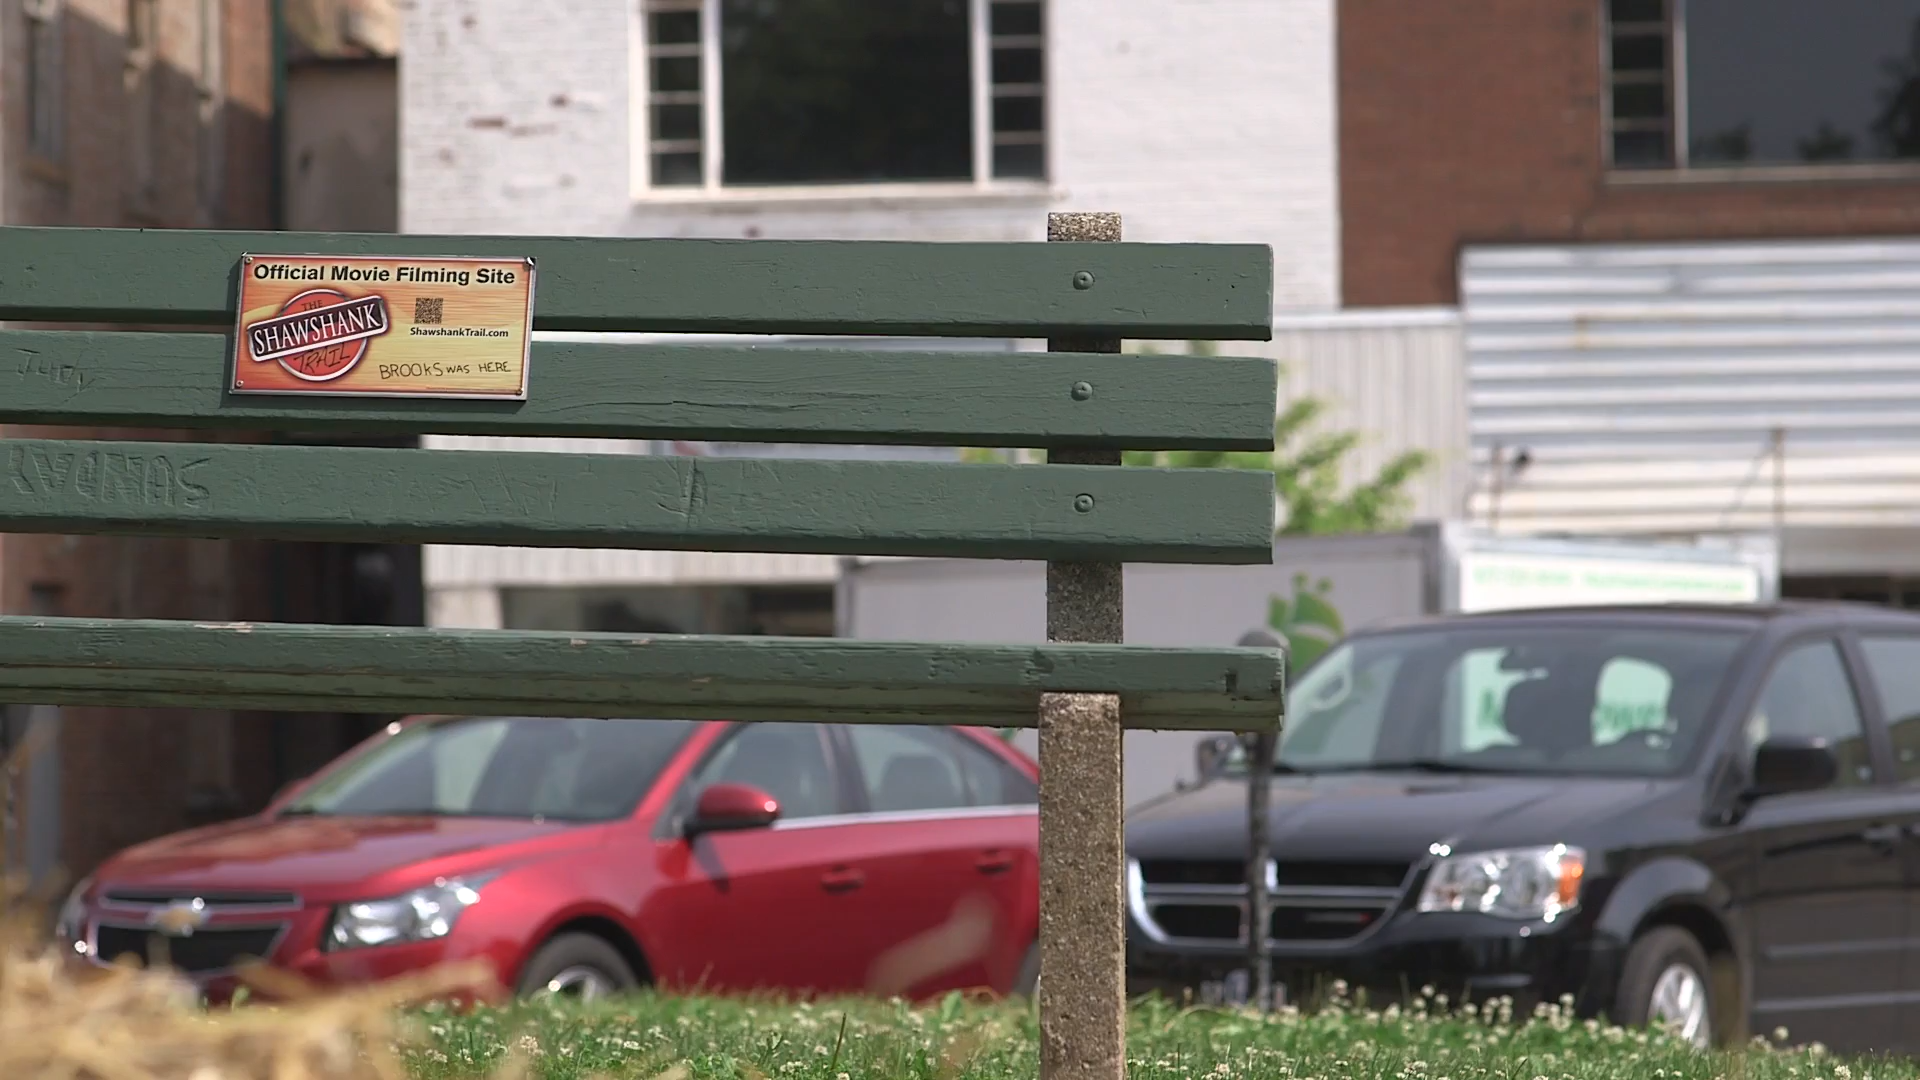 Official Movie Filming Site
THE
SHAWSHANK
TRAIL
ShawshankTrail.com
BROOKS WAS HERE